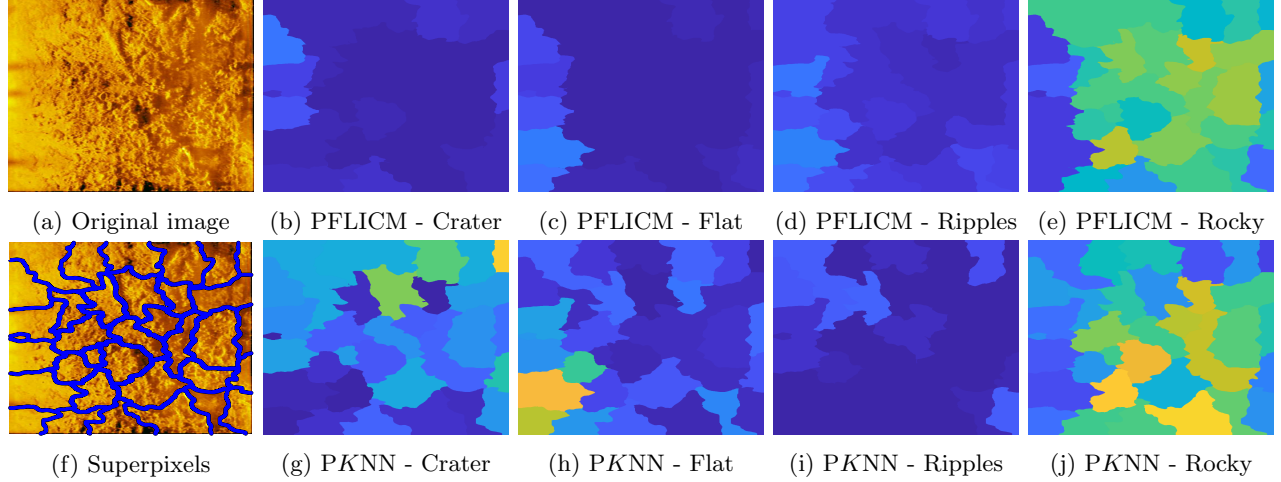 (a) Original image
(b) PFLICM - Crater
(c) PFLICM - Flat
(d) PFLICM - Ripples
(e) PFLICM - Rocky
(f) Superpixels
(g) PKNN - Crater
(h) PKNN - Flat
(i) PKNN - Ripples
(j) PKNN - Rocky